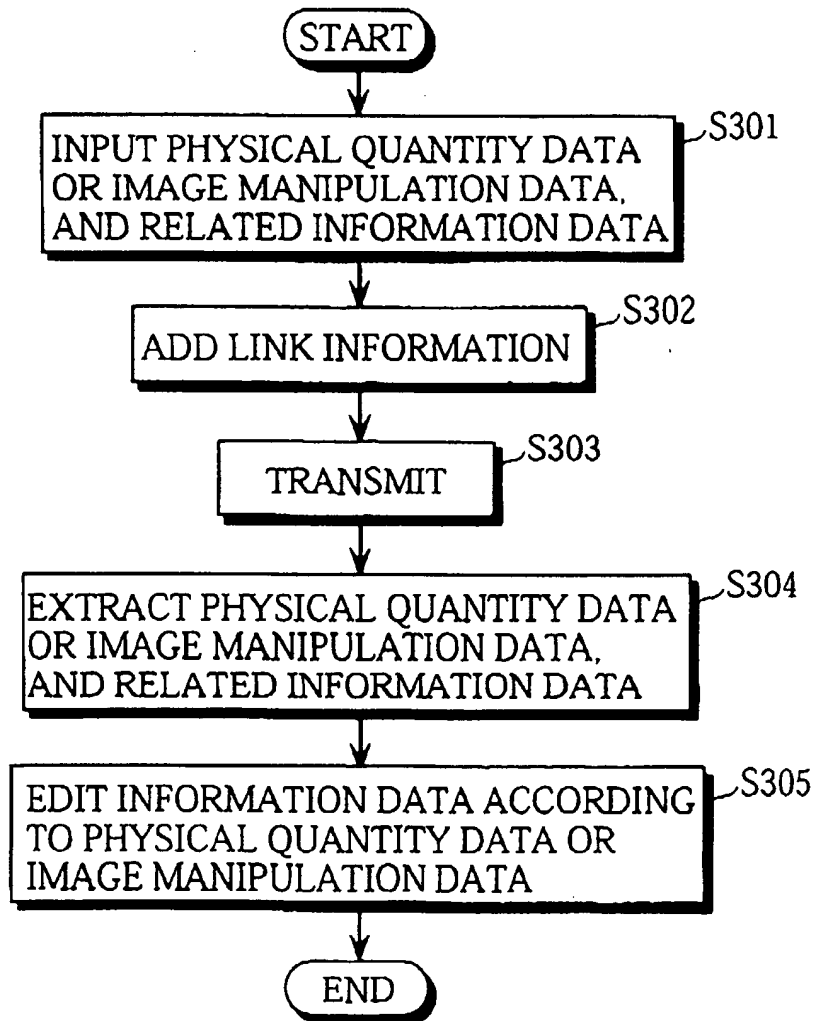 START
S301
INPUT PHYSICAL QUANTITY DATA
OR IMAGE MANIPULATION DATA,
AND RELATED INFORMATION DATA
S302
ADD LINK INFORMATION
S303
TRANSMIT
S304
EXTRACT PHYSICAL QUANTITY DATA
OR IMAGE MANIPULATION DATA,
AND RELATED INFORMATION DATA
S305
EDIT INFORMATION DATA ACCORDING
TO PHYSICAL QUANTITY DATA OR
IMAGE MANIPULATION DATA
END